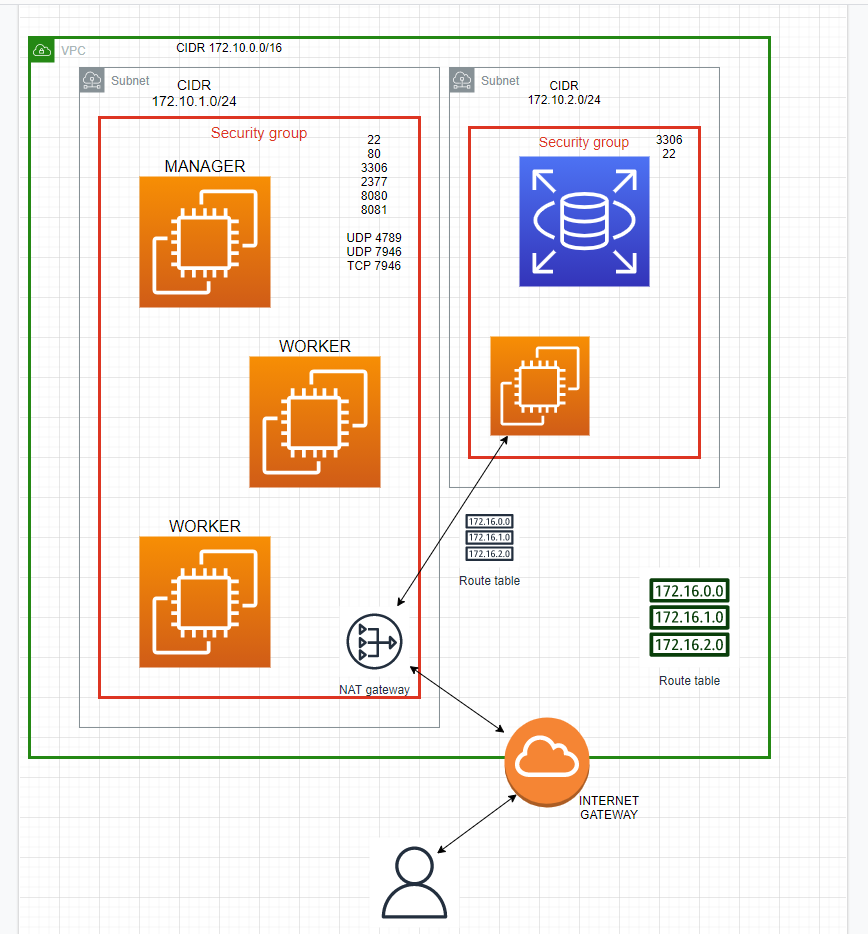 VPC
CIDR 172.10.0.0/16
Subnet
CIDR
172.10.1.0/24
Security group
22
80
3306
2377
8080
8081
UDP 4789
UDP 7946
TCP 7946
MANAGER
WORKER
WORKER
NAT gateway
Subnet
CIDR
172.10.2.0/24
Security group
3306
22
172.16.0.0
172.16.1.0
172.16.2.0
Route table
172.16.0.0
172.16.1.0
172.16.2.0
Route table
INTERNET
GATEWAY